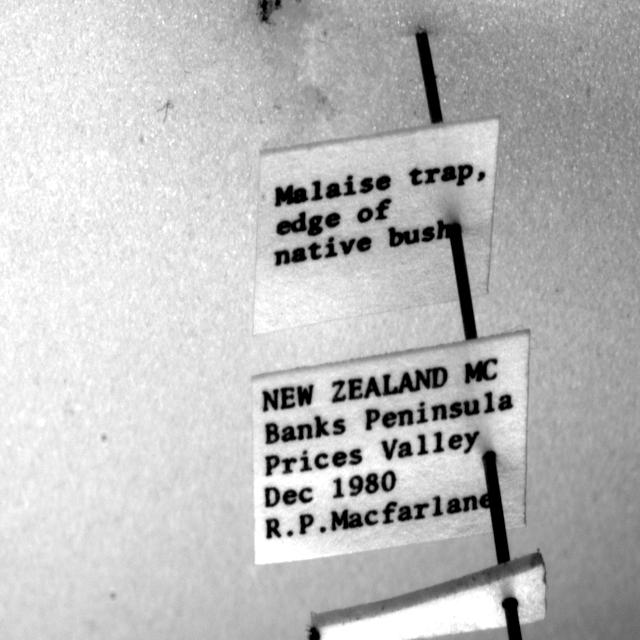 Malaise trap,
edge of
native bush
NEW ZEALAND MC
Banks Peninsula
Prices Valley
Dec 1980
R.P.Macfarlane